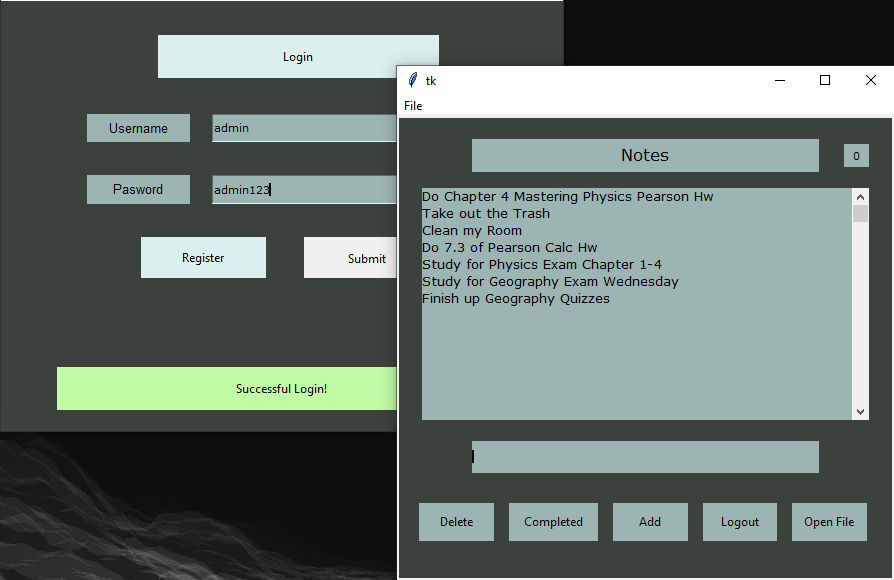 Login
Username
admin
Pasword
admin123
Register
Submit
Successful Login!
tk
File
Notes
0
Do Chapter 4 Mastering Physics Pearson Hw
Take out the Trash
Clean my Room
Do 7.3 of Pearson Calc Hw
Study for Physics Exam Chapter 1-4
Study for Geography Exam Wednesday
Finish up Geography Quizzes
Delete
Completed
Add
Logout
Open File